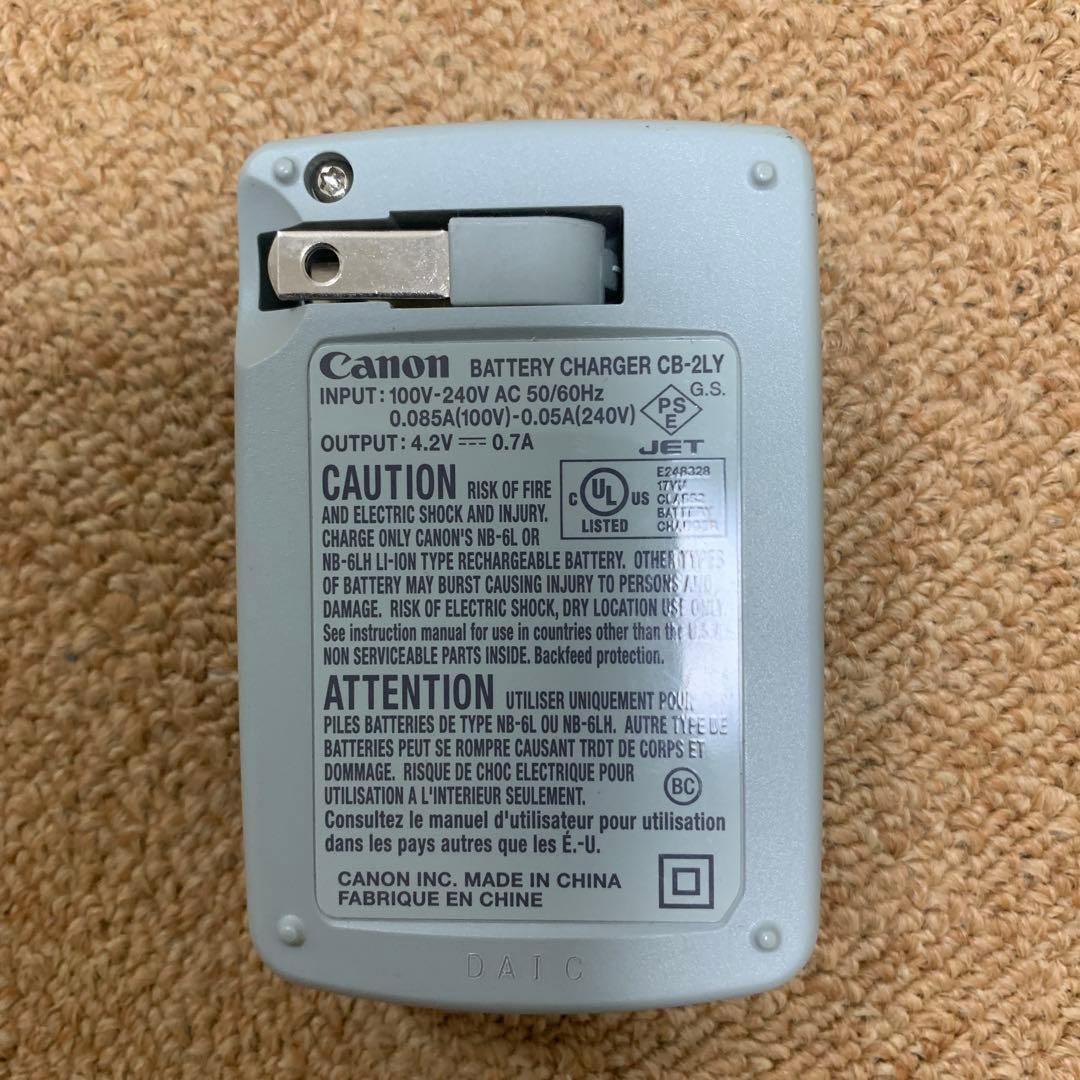 Canon BATTERY CHARGER CB-2LY
INPUT: 100V-240V AC 50/60Hz
0.085A(100V)-0.05A(240V)
OUTPUT: 4.2V ⎓ 0.7A
PSE G.S.
JET
CAUTION RISK OF FIRE
AND ELECTRIC SHOCK AND INJURY.
CHARGE ONLY CANON'S NB-6L OR
NB-6LH LI-ION TYPE RECHARGEABLE BATTERY. OTHER TYPES
OF BATTERY MAY BURST CAUSING INJURY TO PERSONS AND
DAMAGE. RISK OF ELECTRIC SHOCK, DRY LOCATION USE ONLY.
See instruction manual for use in countries other than the U.S.A.
NON SERVICEABLE PARTS INSIDE. Backfeed protection.
C UL US
LISTED
E248328
CLASS2
BATTERY
CHARGER
ATTENTION UTILISER UNIQUEMENT POUR
PILES BATTERIES DE TYPE NB-6L OU NB-6LH. AUTRE TYPE DE
BATTERIES PEUT SE ROMPRE CAUSANT TRDT DE CORPS ET
DOMMAGE. RISQUE DE CHOC ELECTRIQUE POUR
UTILISATION A L'INTERIEUR SEULEMENT.
BC
Consultez le manuel d'utilisateur pour utilisation
dans les pays autres que les É.-U.
CANON INC. MADE IN CHINA
FABRIQUE EN CHINE
DAIC